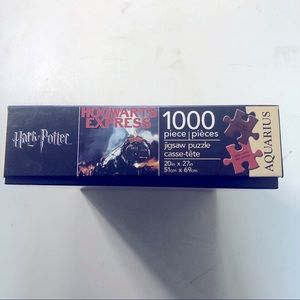 Harry Potter
HOGWARTS
EXPRESS
1000
piece | pièces
jigsaw puzzle
casse-tête
20in x 27in
51cm x 69cm
AQUARIUS